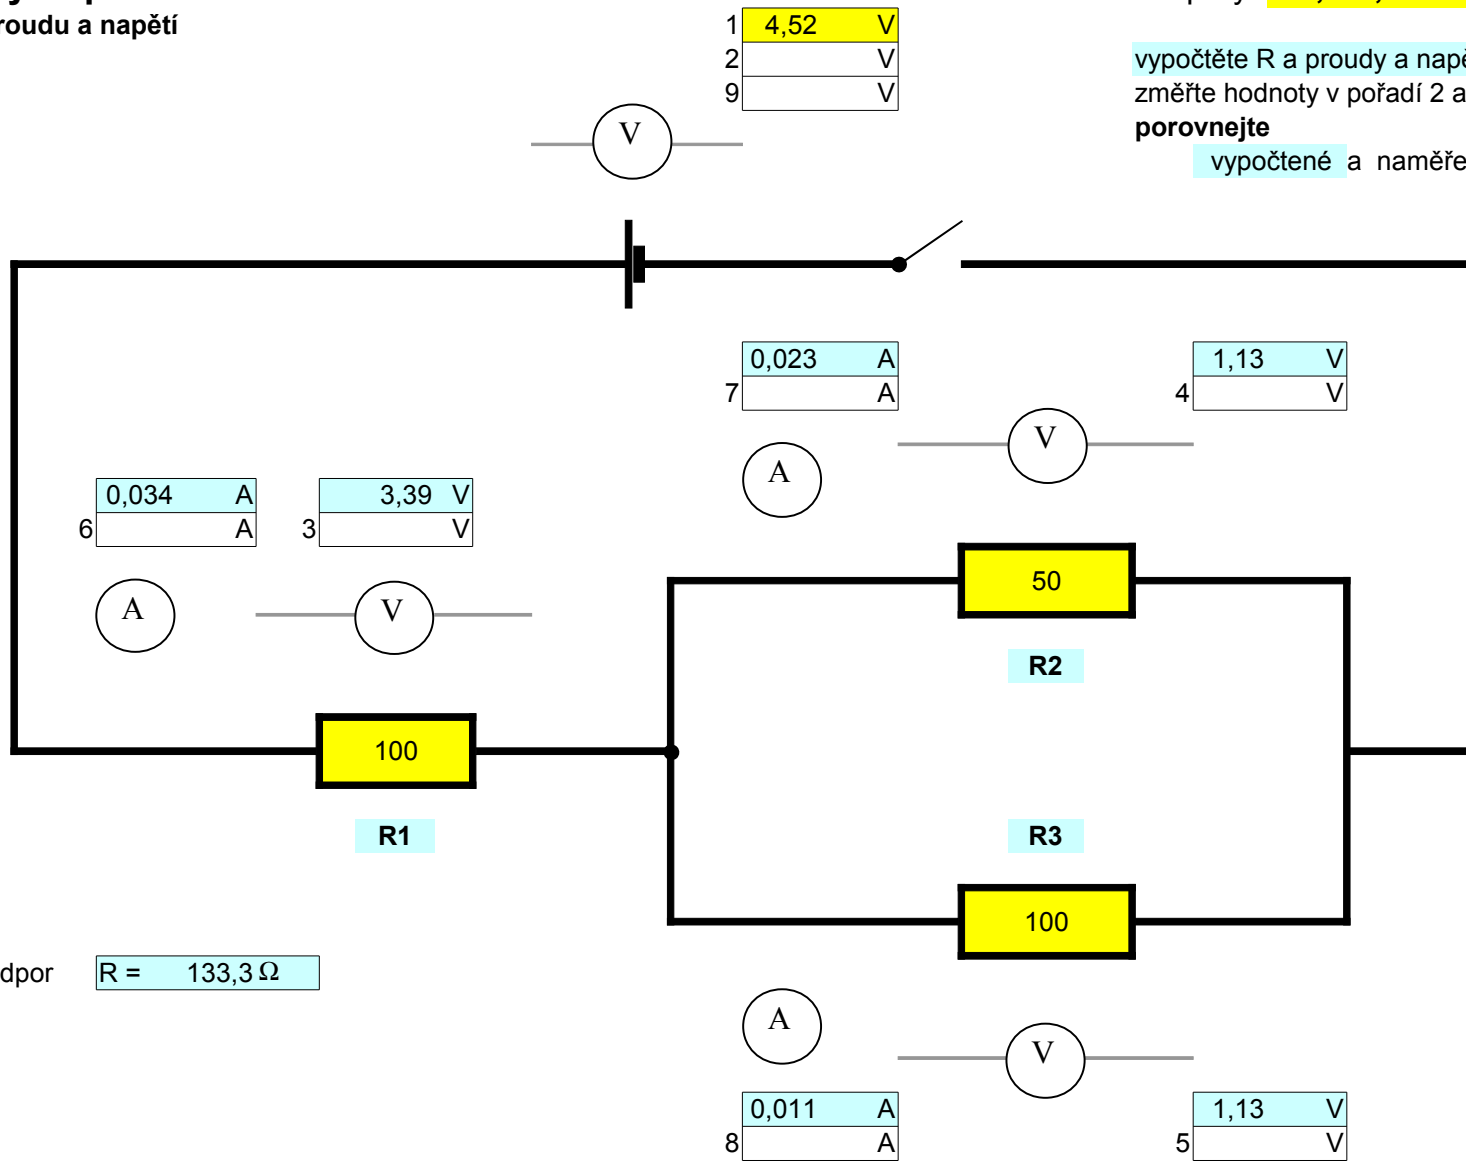 roudu a napětí
1 4,52 V
2 V
9 V
vypočtěte R a proudy a napě
změřte hodnoty v pořadí 2 a
porovnejte
vypočtené a naměře
V
0,023 A
7 A
1,13 V
4 V
V
A
0,034 A
6 A
3,39 V
3 V
A
V
50
R2
100
R1
R3
100
dpor R = 133,3 Ω
A
V
0,011 A
8 A
1,13 V
5 V